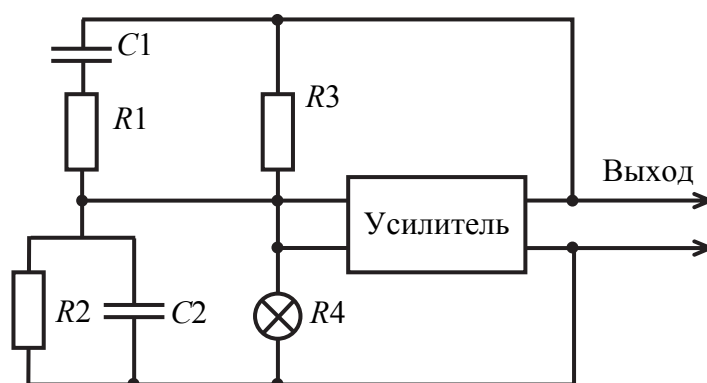 C1
R1
R3
Выход
Усилитель
R2
C2
R4